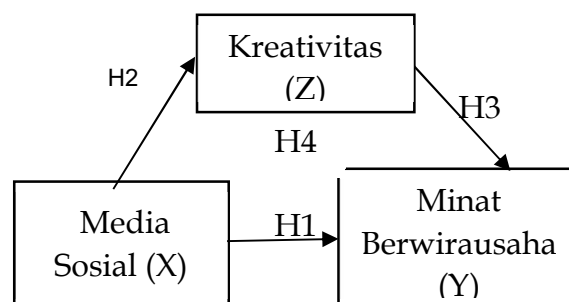 Kreativitas
(Z)
H2
H3
H4
Media
Sosial (X)
H1
Minat
Berwirausaha
(Y)